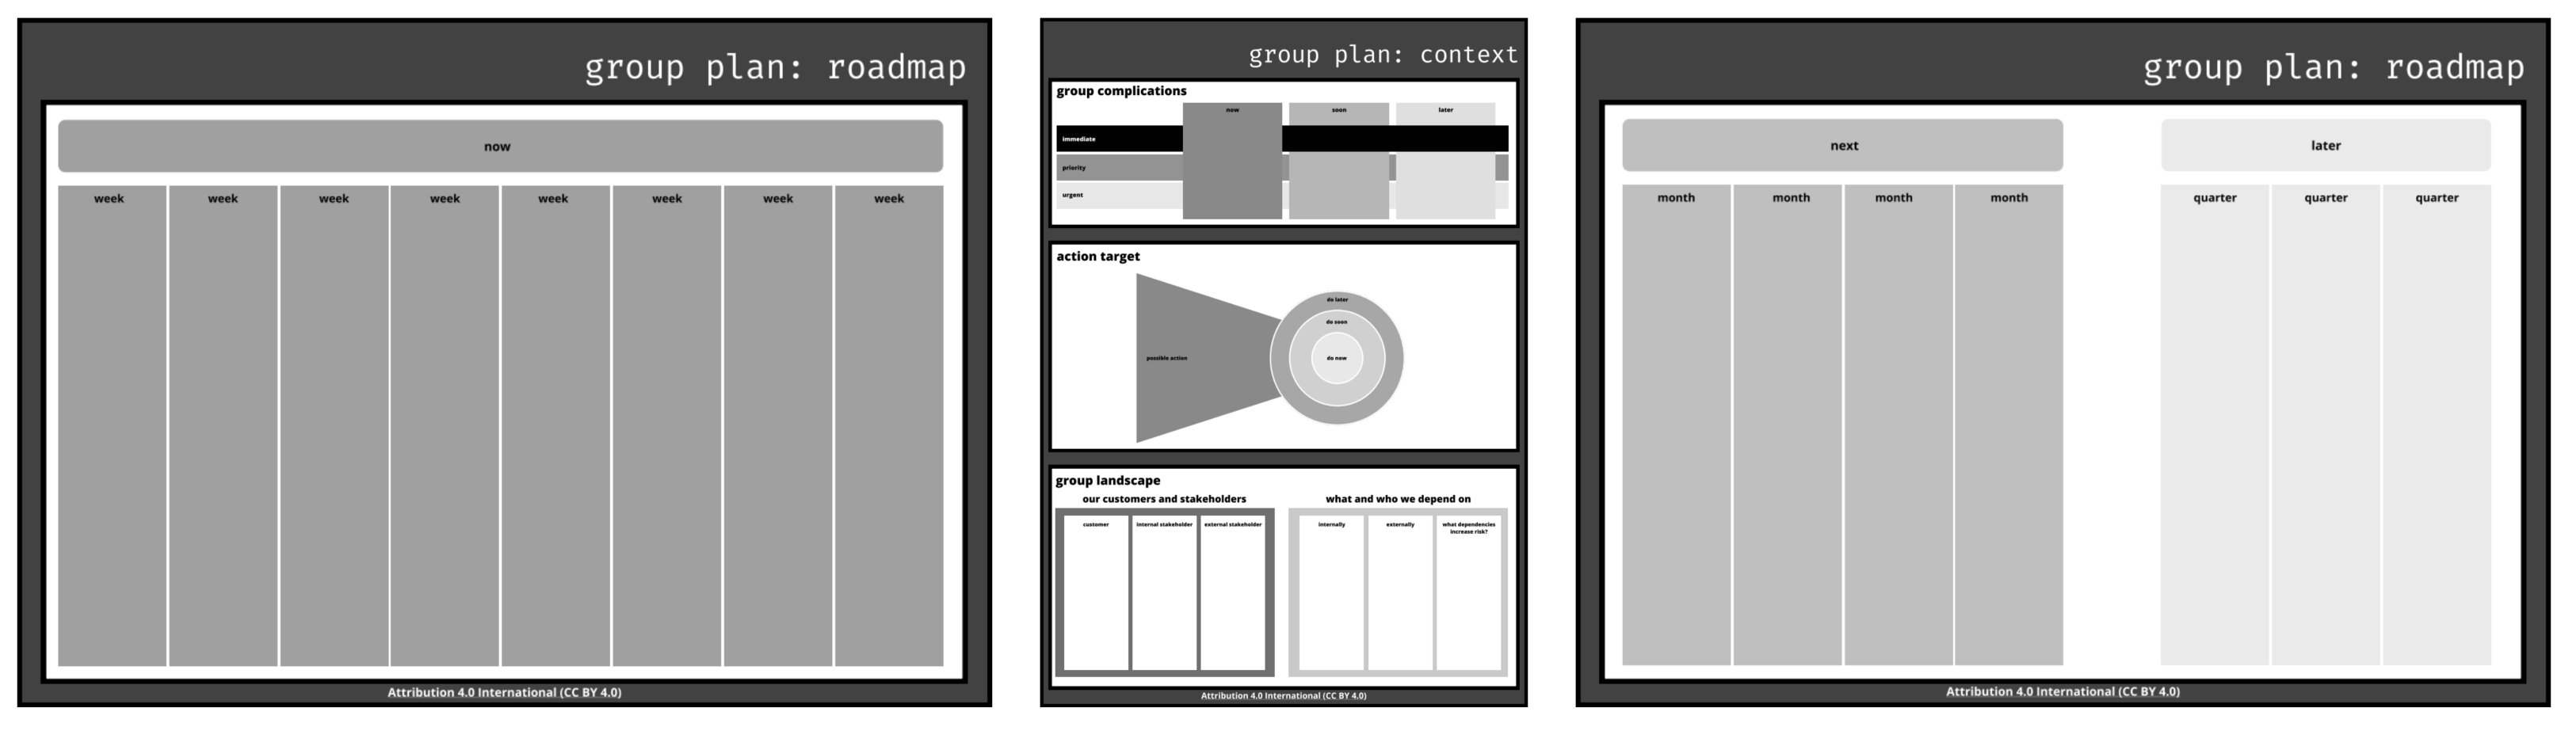 group plan: roadmap
now
week week week week week week week week
Attribution 4.0 International (CC BY 4.0)
group plan: context
group complications
now soon later
immediate
priority
urgent
action target
do later
do soon
possible action
do now
group landscape
our customers and stakeholders
customer internal stakeholder external stakeholder
what and who we depend on
internally externally what dependencies
increase risk?
Attribution 4.0 International (CC BY 4.0)
group plan: roadmap
next
month month month month
later
quarter quarter quarter
Attribution 4.0 International (CC BY 4.0)